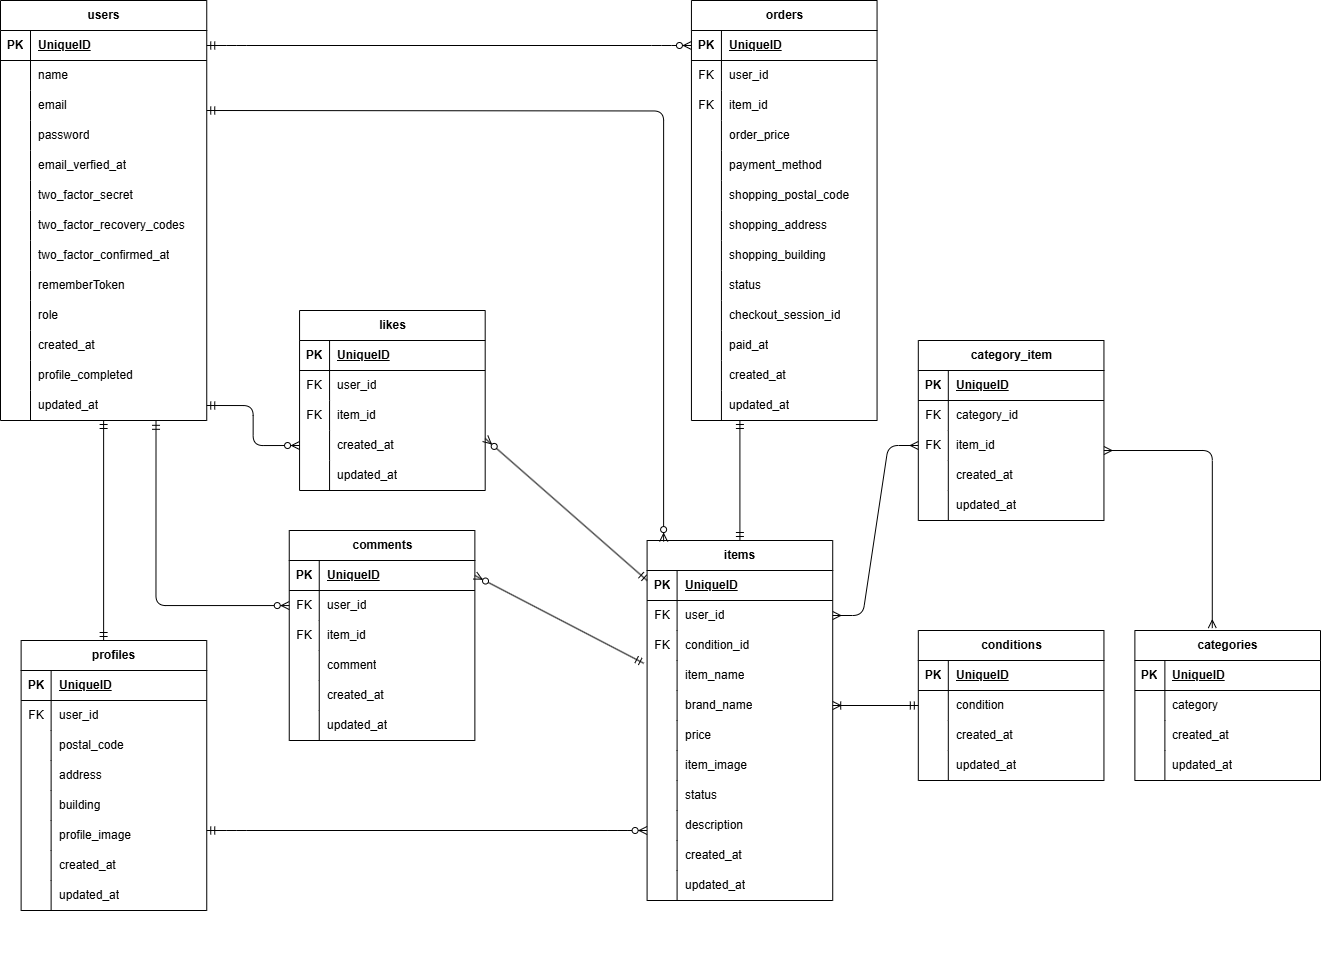 users
PK UniqueID
name
email
password
email_verfied_at
two_factor_secret
two_factor_recovery_codes
two_factor_confirmed_at
rememberToken
role
created_at
profile_completed
updated_at
orders
PK UniqueID
FK user_id
FK item_id
order_price
payment_method
shopping_postal_code
shopping_address
shopping_building
status
checkout_session_id
paid_at
created_at
updated_at
likes
PK UniqueID
FK user_id
FK item_id
created_at
updated_at
category_item
PK UniqueID
FK category_id
FK item_id
created_at
updated_at
comments
PK UniqueID
FK user_id
FK item_id
comment
created_at
updated_at
items
PK UniqueID
FK user_id
FK condition_id
item_name
brand_name
price
item_image
status
description
created_at
updated_at
profiles
PK UniqueID
FK user_id
postal_code
address
building
profile_image
created_at
updated_at
conditions
PK UniqueID
condition
created_at
updated_at
categories
PK UniqueID
category
created_at
updated_at